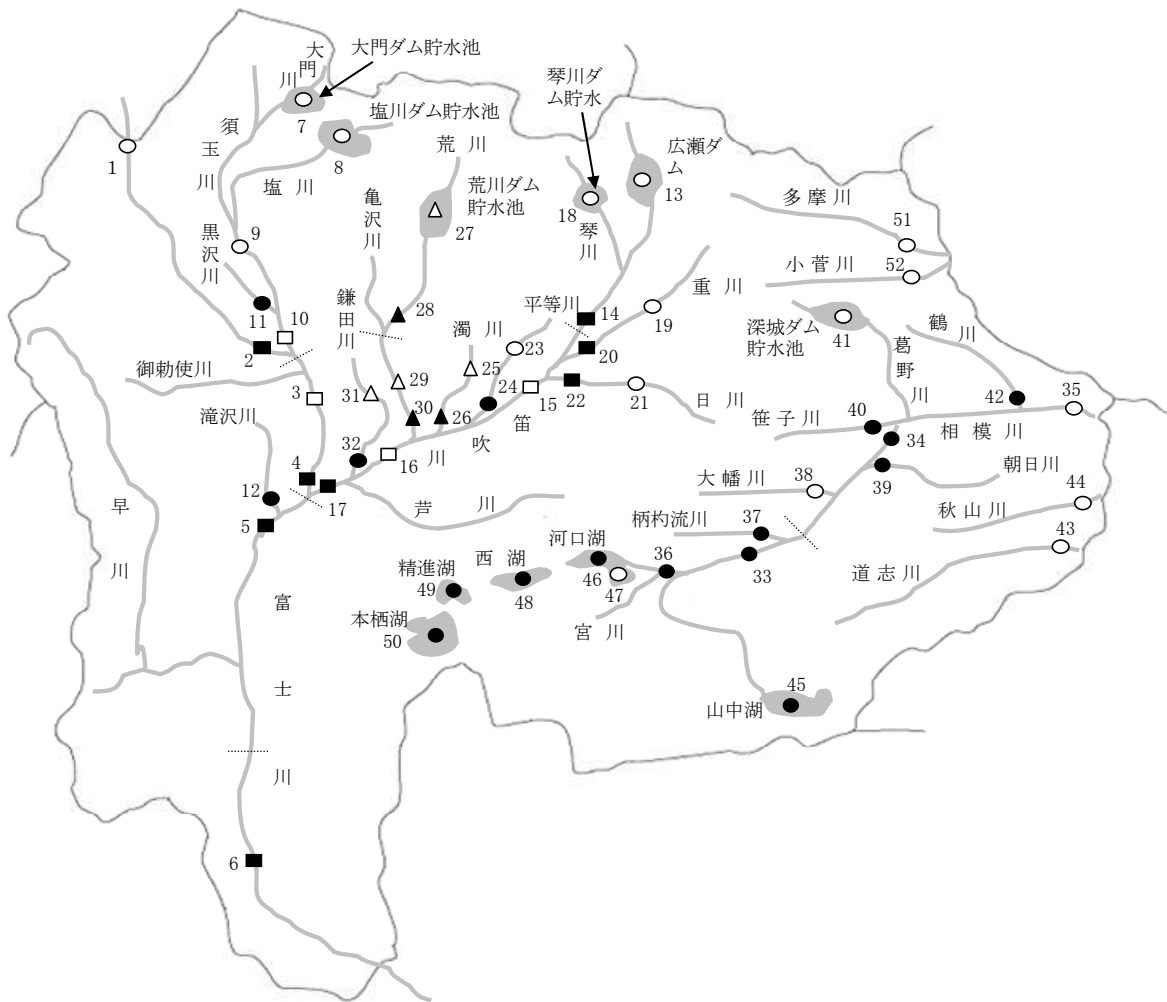 大門川
大門ダム貯水池
7
塩川ダム貯水池
8
琴川ダ
ム貯水
広瀬ダ
ム
13
荒川
荒川ダム
貯水池
27
須玉川
1
塩川
亀沢川
18
琴川
多摩川
51
9
黒沢川
小菅川
52
11
10
鎌田川
28
濁川
平等川
14
重川
19
深城ダム
貯水池
41
鶴川
葛野川
2
御勅使川
3
31
29
25
23
20
24
15
22
21
日川
30
26
笛吹川
42
35
滝沢川
笹子川
40
相模川
34
32
16
4
12
17
5
芦川
大幡川
38
39
朝日川
44
秋山川
早川
柄杓流川
37
43
河口湖
西湖
精進湖
49
48
46
47
36
33
道志川
本栖湖
50
宮川
富士川
45
山中湖
6